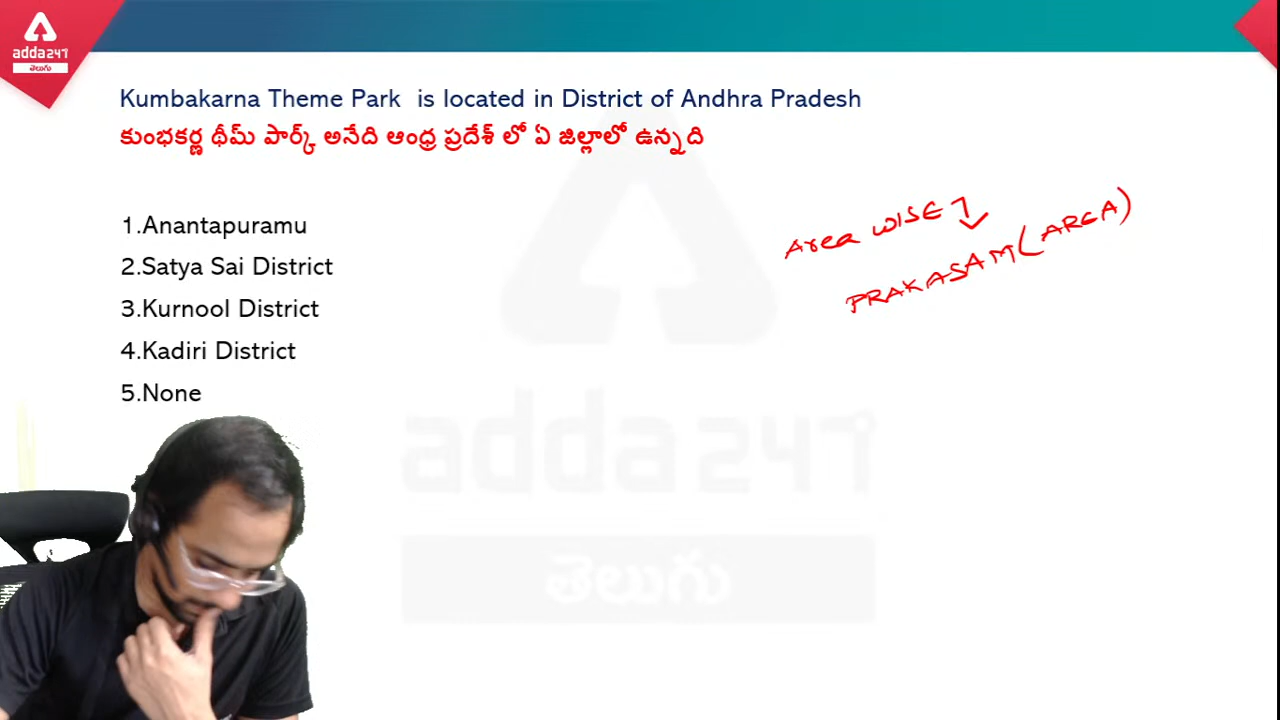 adda247
తెలుగు
Kumbakarna Theme Park is located in District of Andhra Pradesh
కుంభకర్ణ థీమ్ పార్క్ అనేది ఆంధ్ర ప్రదేశ్ లో ఏ జిల్లాలో ఉన్నది
1.Anantapuramu
2.Satya Sai District
3.Kurnool District
4.Kadiri District
5.None
Area WISE
PRAKASAM (AREA)
adda247
తెలుగు